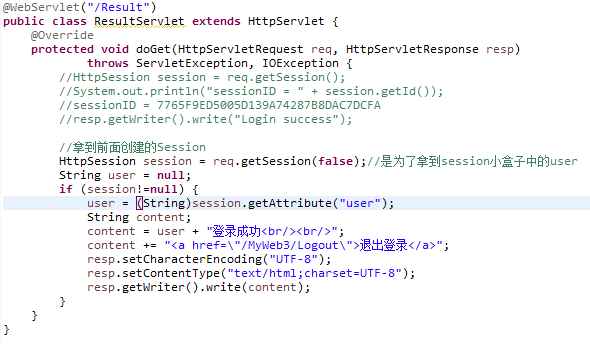 @WebServlet("/Result")
public class ResultServlet extends HttpServlet {
    @Override
    protected void doGet(HttpServletRequest req, HttpServletResponse resp)
            throws ServletException, IOException {
        //HttpSession session = req.getSession();
        //System.out.println("sessionID = " + session.getId());
        //sessionID = 7765F9ED5005D139A74287B8DAC7DCFA
        //resp.getWriter().write("Login success");

        //拿到前面创建的Session
        HttpSession session = req.getSession(false);//是为了拿到session小盒子中的user
        String user = null;
        if (session!=null) {
            user = (String)session.getAttribute("user");
            String content;
            content = user + "登录成功<br/><br/>";
            content += "<a href=\"/MyWeb3/Logout\">退出登录</a>";
            resp.setCharacterEncoding("UTF-8");
            resp.setContentType("text/html;charset=UTF-8");
            resp.getWriter().write(content);
        }
    }
}